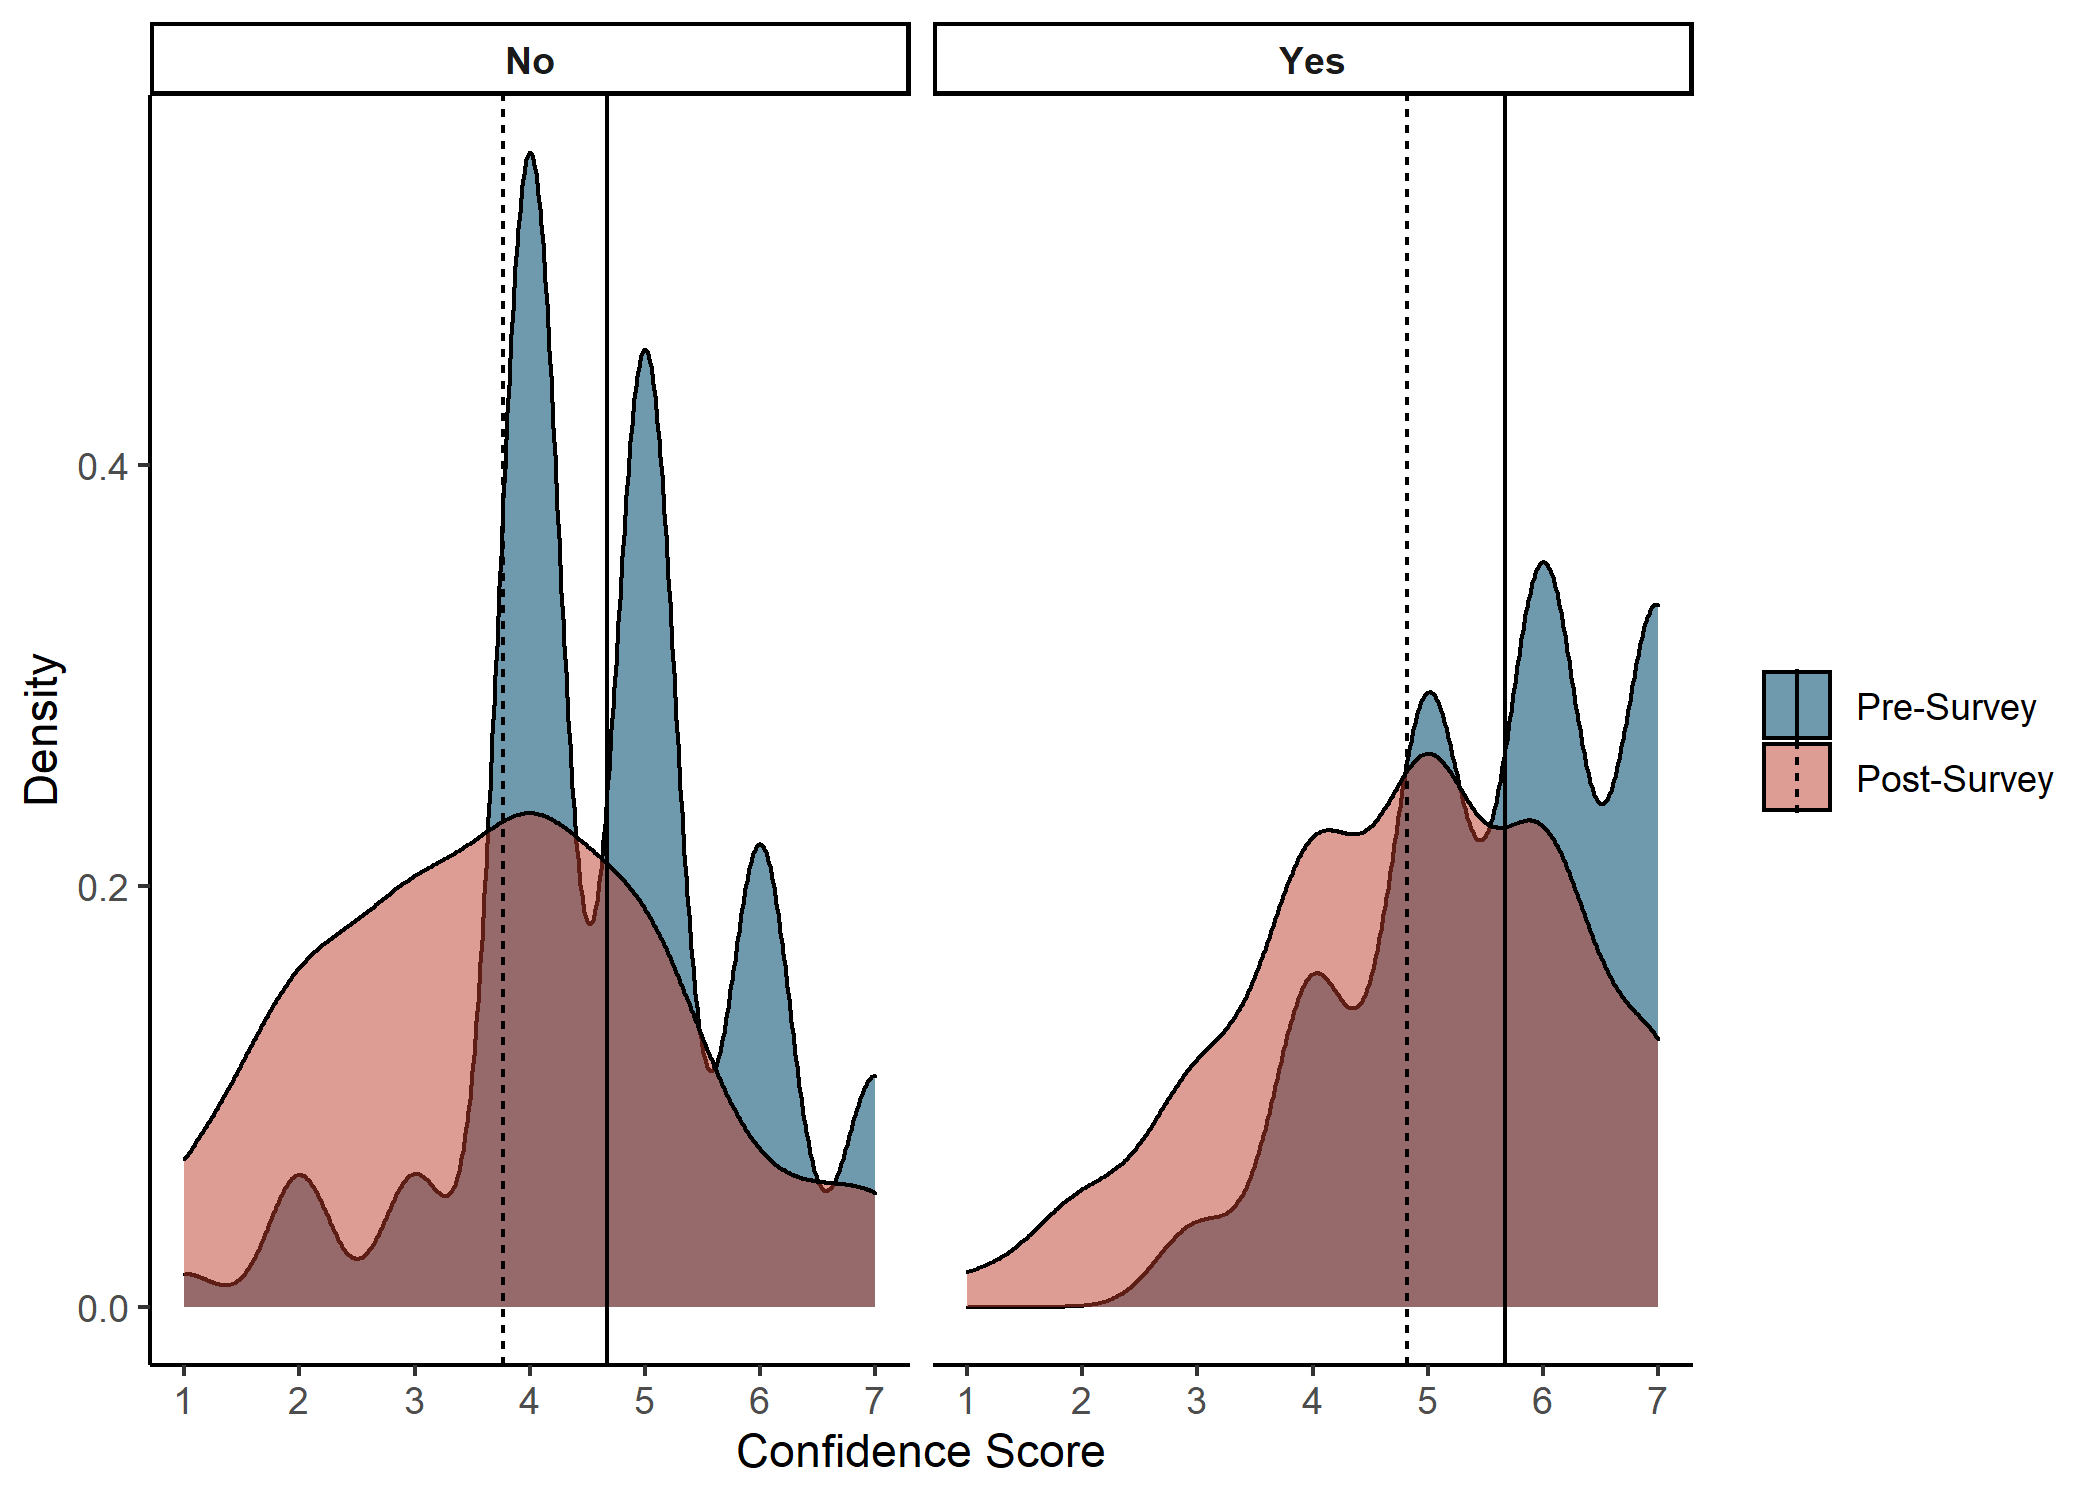 No
Yes
0.4
0.2
0.0
Density
1 2 3 4 5 6 7
1 2 3 4 5 6 7
Confidence Score
Pre-Survey
Post-Survey